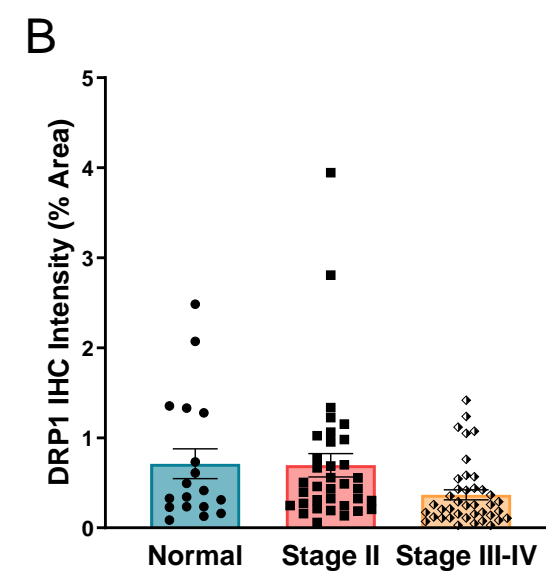 B
DRP1 IHC Intensity (% Area)
5
4
3
2
1
0
Normal Stage II Stage III-IV